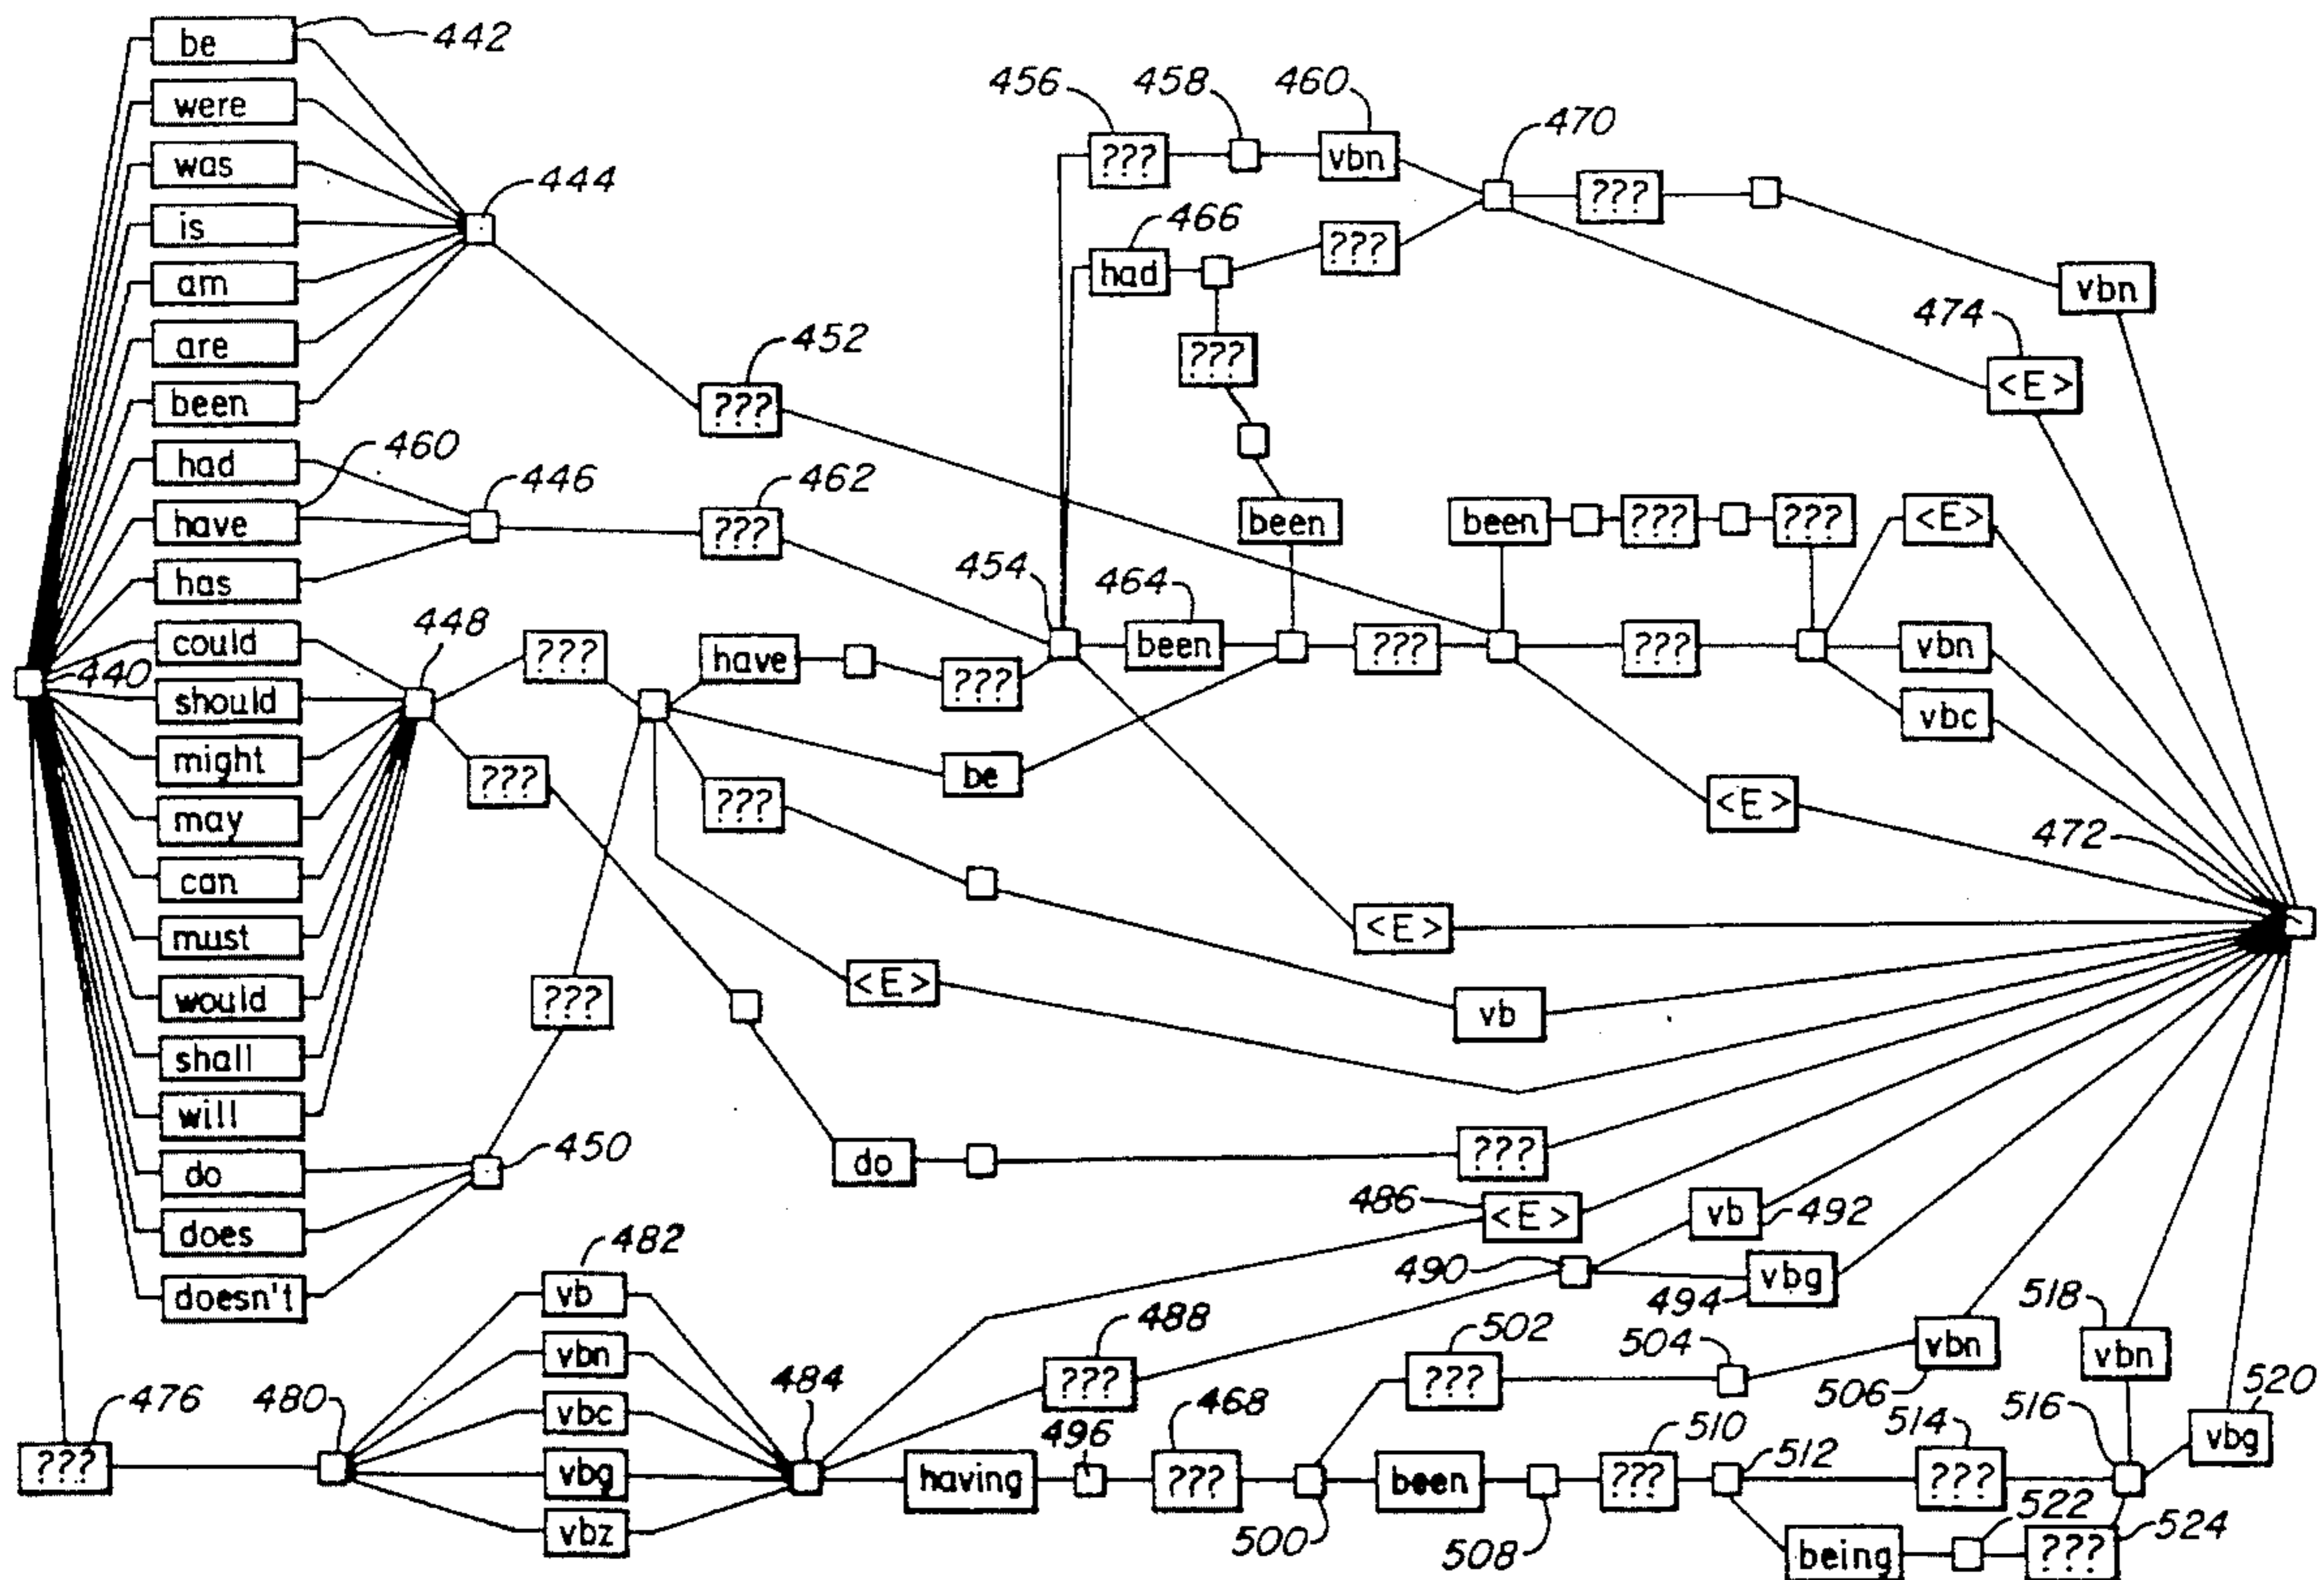 be
442
were
was
is
am
are
been
had
have
has
could
should
might
may
can
must
would
shall
will
do
does
doesn't
440
444
460
446
448
450
452
???
462
???
???
???
???
have
???
be
???
<E>
do
454
456
???
458
460
vbn
470
???
466
had
???
???
been
464
been
???
been
???
???
???
<E>
vbn
vbc
vbn
474
<E>
<E>
472
<E>
vb
???
486
<E>
490
vb
492
vbg
494
476
???
480
482
vb
vbn
vbc
vbg
vbz
484
488
???
having
496
468
???
500
502
???
504
vbn
506
been
508
510
???
512
514
???
516
518
vbn
520
vbg
being
522
???
524